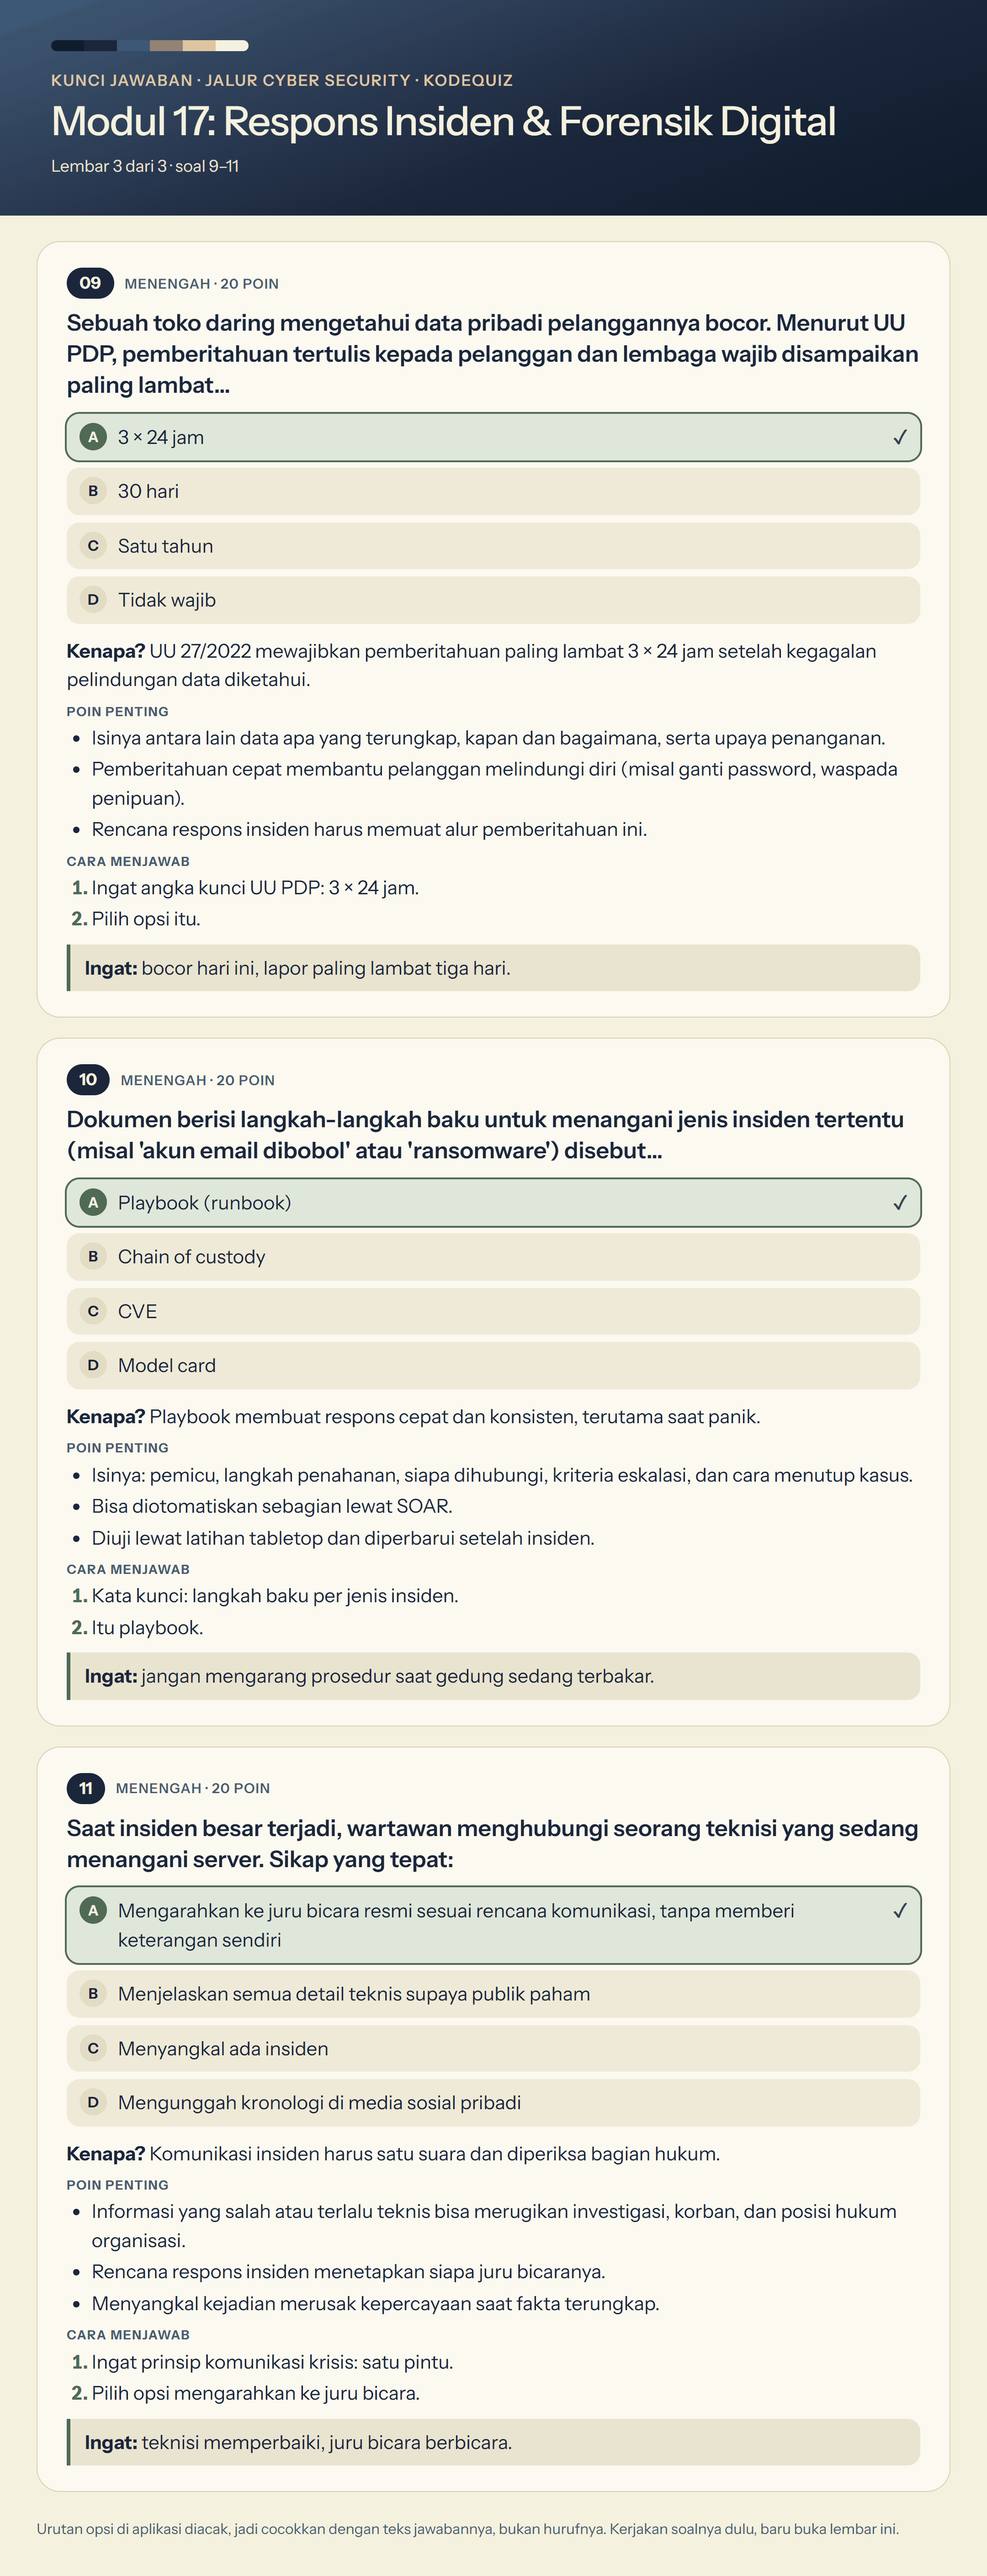 KUNCI JAWABAN · JALUR CYBER SECURITY · KODEQUIZ
Modul 17: Respons Insiden & Forensik Digital
Lembar 3 dari 3 · soal 9–11
09 MENENGAH · 20 POIN
Sebuah toko daring mengetahui data pribadi pelanggannya bocor. Menurut UU
PDP, pemberitahuan tertulis kepada pelanggan dan lembaga wajib disampaikan
paling lambat...
A 3 × 24 jam ✓
B 30 hari
C Satu tahun
D Tidak wajib
Kenapa? UU 27/2022 mewajibkan pemberitahuan paling lambat 3 × 24 jam setelah kegagalan
pelindungan data diketahui.
POIN PENTING
• Isinya antara lain data apa yang terungkap, kapan dan bagaimana, serta upaya penanganan.
• Pemberitahuan cepat membantu pelanggan melindungi diri (misal ganti password, waspada
penipuan).
• Rencana respons insiden harus memuat alur pemberitahuan ini.
CARA MENJAWAB
1. Ingat angka kunci UU PDP: 3 × 24 jam.
2. Pilih opsi itu.
Ingat: bocor hari ini, lapor paling lambat tiga hari.
10 MENENGAH · 20 POIN
Dokumen berisi langkah-langkah baku untuk menangani jenis insiden tertentu
(misal 'akun email dibobol' atau 'ransomware') disebut...
A Playbook (runbook) ✓
B Chain of custody
C CVE
D Model card
Kenapa? Playbook membuat respons cepat dan konsisten, terutama saat panik.
POIN PENTING
• Isinya: pemicu, langkah penahanan, siapa dihubungi, kriteria eskalasi, dan cara menutup kasus.
• Bisa diotomatiskan sebagian lewat SOAR.
• Diuji lewat latihan tabletop dan diperbarui setelah insiden.
CARA MENJAWAB
1. Kata kunci: langkah baku per jenis insiden.
2. Itu playbook.
Ingat: jangan mengarang prosedur saat gedung sedang terbakar.
11 MENENGAH · 20 POIN
Saat insiden besar terjadi, wartawan menghubungi seorang teknisi yang sedang
menangani server. Sikap yang tepat:
A Mengarahkan ke juru bicara resmi sesuai rencana komunikasi, tanpa memberi ✓
keterangan sendiri
B Menjelaskan semua detail teknis supaya publik paham
C Menyangkal ada insiden
D Mengunggah kronologi di media sosial pribadi
Kenapa? Komunikasi insiden harus satu suara dan diperiksa bagian hukum.
POIN PENTING
• Informasi yang salah atau terlalu teknis bisa merugikan investigasi, korban, dan posisi hukum
organisasi.
• Rencana respons insiden menetapkan siapa juru bicaranya.
• Menyangkal kejadian merusak kepercayaan saat fakta terungkap.
CARA MENJAWAB
1. Ingat prinsip komunikasi krisis: satu pintu.
2. Pilih opsi mengarahkan ke juru bicara.
Ingat: teknisi memperbaiki, juru bicara berbicara.
Urutan opsi di aplikasi diacak, jadi cocokkan dengan teks jawabannya, bukan hurufnya. Kerjakan soalnya dulu, baru buka lembar ini.